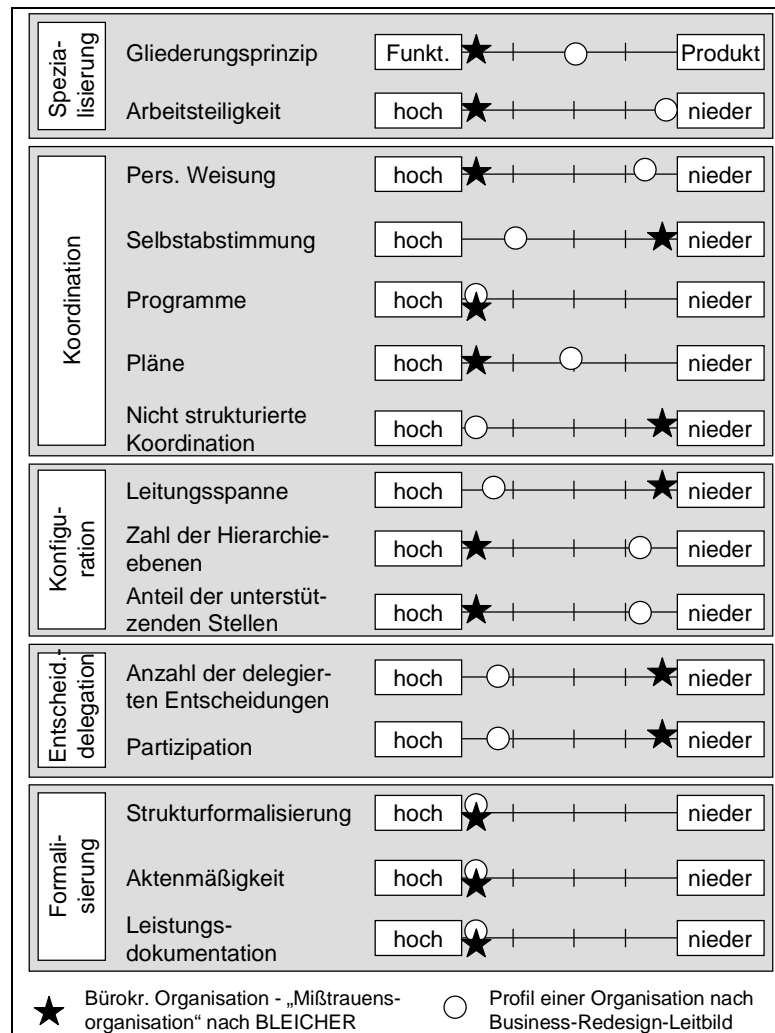 Spezia-
lisierung
Gliederungsprinzip Funkt. Produkt
Arbeitsteiligkeit hoch nieder
Koordination
Pers. Weisung hoch nieder
Selbstabstimmung hoch nieder
Programme hoch nieder
Pläne hoch nieder
Nicht strukturierte
Koordination hoch nieder
Konfigu-
ration
Leitungsspanne hoch nieder
Zahl der Hierarchie-
ebenen hoch nieder
Anteil der unterstüt-
zenden Stellen hoch nieder
Entscheid.-
delegation
Anzahl der delegier-
ten Entscheidungen hoch nieder
Partizipation hoch nieder
Formali-
sierung
Strukturformalisierung hoch nieder
Aktenmäßigkeit hoch nieder
Leistungs-
dokumentation hoch nieder
Bürokr. Organisation - „Mißtrauens-
organisation“ nach BLEICHER
Profil einer Organisation nach
Business-Redesign-Leitbild